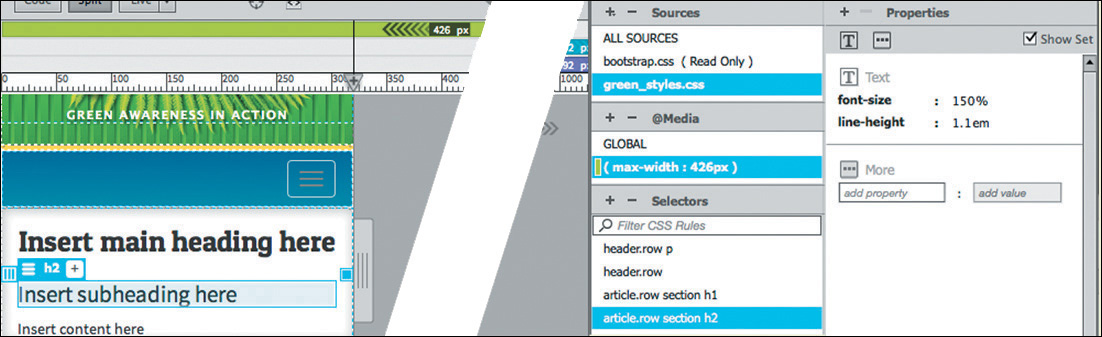 Code Split Live
426 px
2 px
92 px
0 50 100 150 200 250 300 350 400
1000
GREEN AWARENESS IN ACTION
Insert main heading here
h2 +
Insert subheading here
Insert content here
+ − Sources
ALL SOURCES
bootstrap.css ( Read Only )
green_styles.css
+ − @Media
GLOBAL
( max-width : 426px )
+ − Selectors
Filter CSS Rules
header.row p
header.row
article.row section h1
article.row section h2
+ − Properties
T Show Set
T Text
font-size : 150%
line-height : 1.1em
More
add property : add value